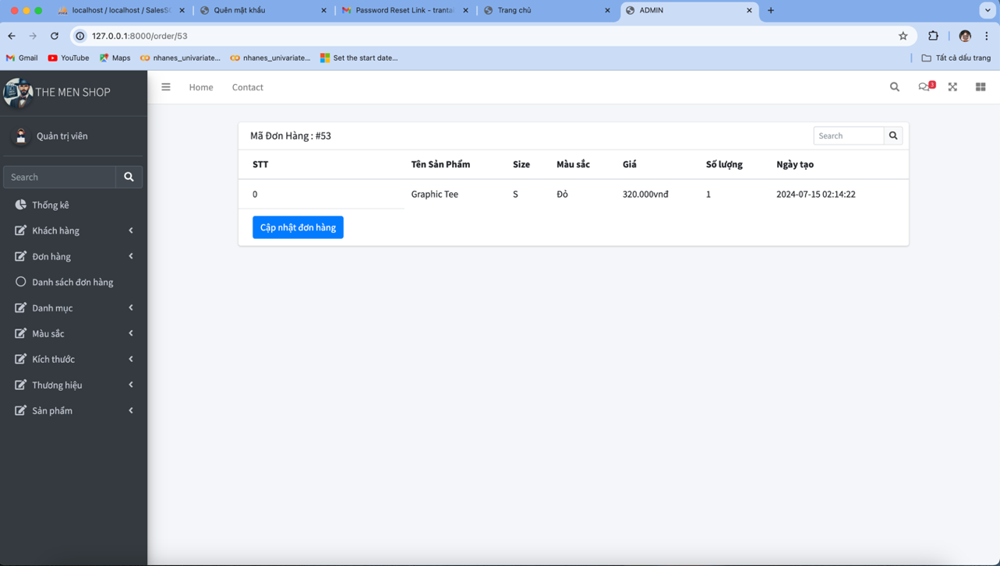 localhost / localhost / SalesS
Quên mật khẩu
Password Reset Link - trantai
Trang chủ
ADMIN
127.0.0.1:8000/order/53
Gmail
YouTube
Maps
nhanes_univariate...
nhanes_univariate...
Set the start date...
Tất cả dấu trang
THE MEN SHOP
Home
Contact
3
Quản trị viên
Search
Thống kê
Khách hàng
Đơn hàng
Danh sách đơn hàng
Danh mục
Màu sắc
Kích thước
Thương hiệu
Sản phẩm
Mã Đơn Hàng : #53
Search
STT Tên Sản Phẩm Size Màu sắc Giá Số lượng Ngày tạo
0 Graphic Tee S Đỏ 320.000vnđ 1 2024-07-15 02:14:22
Cập nhật đơn hàng